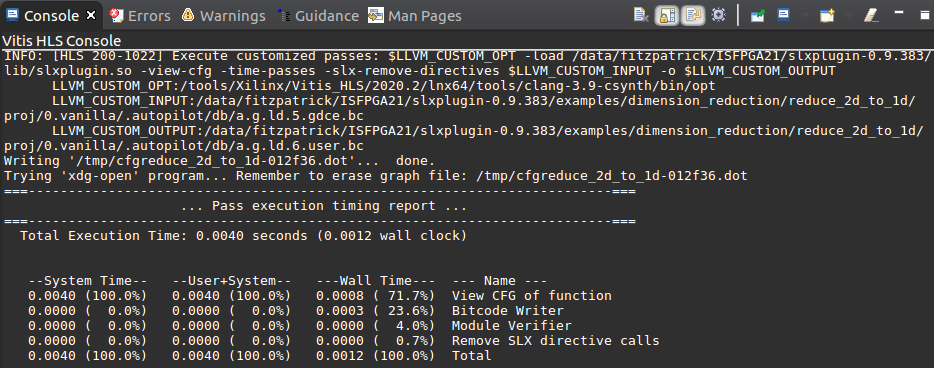 Console Errors Warnings Guidance Man Pages
Vitis HLS Console
INFO: [HLS 200-1022] Execute customized passes: $LLVM_CUSTOM_OPT -load /data/fitzpatrick/ISFPGA21/slxplugin-0.9.383/
lib/slxplugin.so -view-cfg -time-passes -slx-remove-directives $LLVM_CUSTOM_INPUT -o $LLVM_CUSTOM_OUTPUT
LLVM_CUSTOM_OPT:/tools/Xilinx/Vitis_HLS/2020.2/lnx64/tools/clang-3.9-csynth/bin/opt
LLVM_CUSTOM_INPUT:/data/fitzpatrick/ISFPGA21/slxplugin-0.9.383/examples/dimension_reduction/reduce_2d_to_1d/
proj/0.vanilla/.autopilot/db/a.g.ld.5.gdce.bc
LLVM_CUSTOM_OUTPUT:/data/fitzpatrick/ISFPGA21/slxplugin-0.9.383/examples/dimension_reduction/reduce_2d_to_1d/
proj/0.vanilla/.autopilot/db/a.g.ld.6.user.bc
Writing '/tmp/cfgreduce_2d_to_1d-012f36.dot'... done.
Trying 'xdg-open' program... Remember to erase graph file: /tmp/cfgreduce_2d_to_1d-012f36.dot
===-------------------------------------------------------------------------===
... Pass execution timing report ...
===-------------------------------------------------------------------------===
Total Execution Time: 0.0040 seconds (0.0012 wall clock)
--System Time-- --User+System-- ---Wall Time--- --- Name ---
0.0040 (100.0%) 0.0040 (100.0%) 0.0008 ( 71.7%) View CFG of function
0.0000 ( 0.0%) 0.0000 ( 0.0%) 0.0003 ( 23.6%) Bitcode Writer
0.0000 ( 0.0%) 0.0000 ( 0.0%) 0.0000 ( 4.0%) Module Verifier
0.0000 ( 0.0%) 0.0000 ( 0.0%) 0.0000 ( 0.7%) Remove SLX directive calls
0.0040 (100.0%) 0.0040 (100.0%) 0.0012 (100.0%) Total